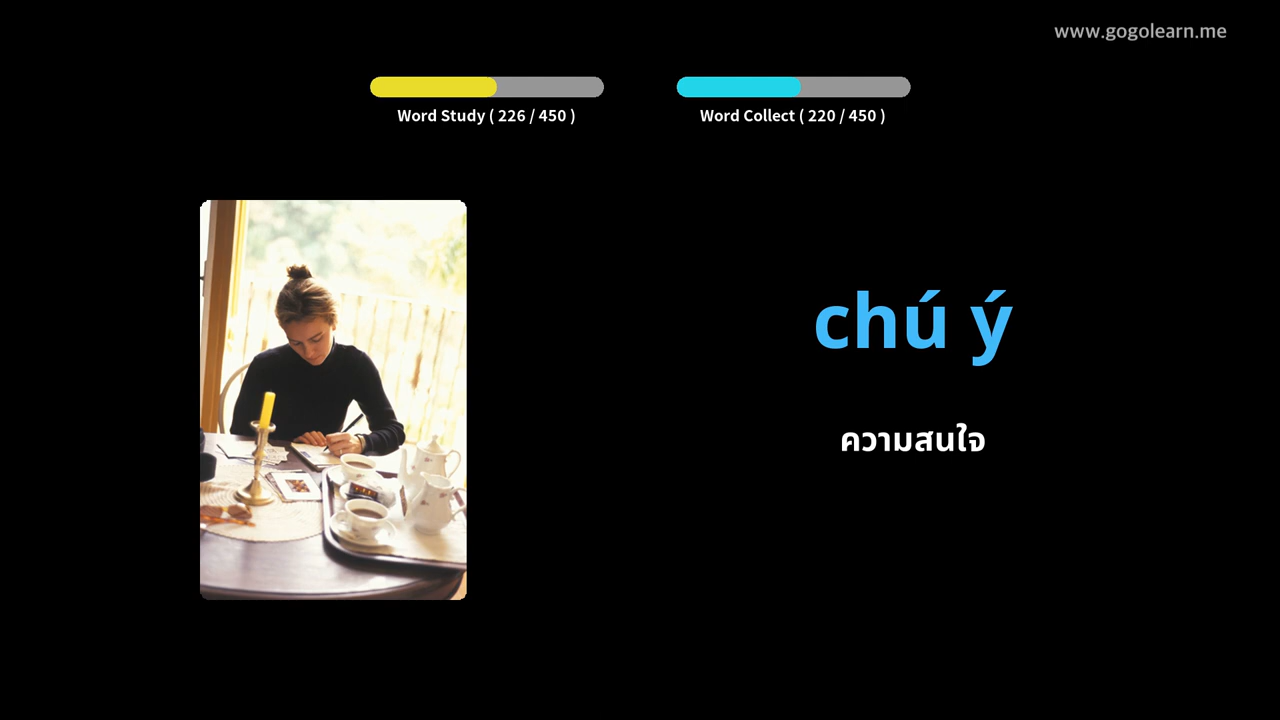 www.gogolearn.me
Word Study ( 226 / 450 )
Word Collect ( 220 / 450 )
chú ý
ความสนใจ